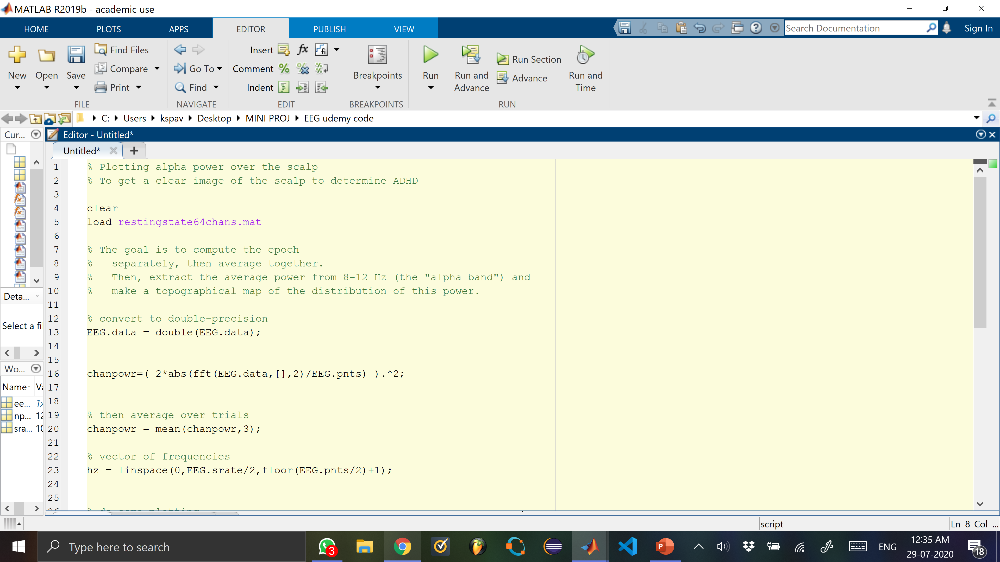 MATLAB R2019b - academic use
HOME PLOTS APPS EDITOR PUBLISH VIEW
Search Documentation
Sign In
New
Open
Save
Find Files
Compare
Print
FILE
Go To
Find
NAVIGATE
Insert
fx
fi
Comment
Indent
EDIT
Breakpoints
BREAKPOINTS
Run
Run and Advance
Run Section
Advance
Run and Time
RUN
C: Users kspav Desktop MINI PROJ EEG udemy code
Cur...
Editor - Untitled*
Untitled*
1 % Plotting alpha power over the scalp
2 % To get a clear image of the scalp to determine ADHD
3
4 clear
5 load restingstate64chans.mat
6
7 % The goal is to compute the epoch
8 %   separately, then average together.
9 %   Then, extract the average power from 8-12 Hz (the "alpha band") and
10 %   make a topographical map of the distribution of this power.
11
12 % convert to double-precision
13 EEG.data = double(EEG.data);
14
15
16 chanpowr=( 2*abs(fft(EEG.data,[],2)/EEG.pnts) ).^2;
17
18
19 % then average over trials
20 chanpowr = mean(chanpowr,3);
21
22 % vector of frequencies
23 hz = linspace(0,EEG.srate/2,floor(EEG.pnts/2)+1);
24
25
Deta...
Select a fil
Wo...
Name
ee... 1x
np... 12
sra... 10
script
Ln 8 Col ...
Type here to search
3
ENG
12:35 AM
29-07-2020
18